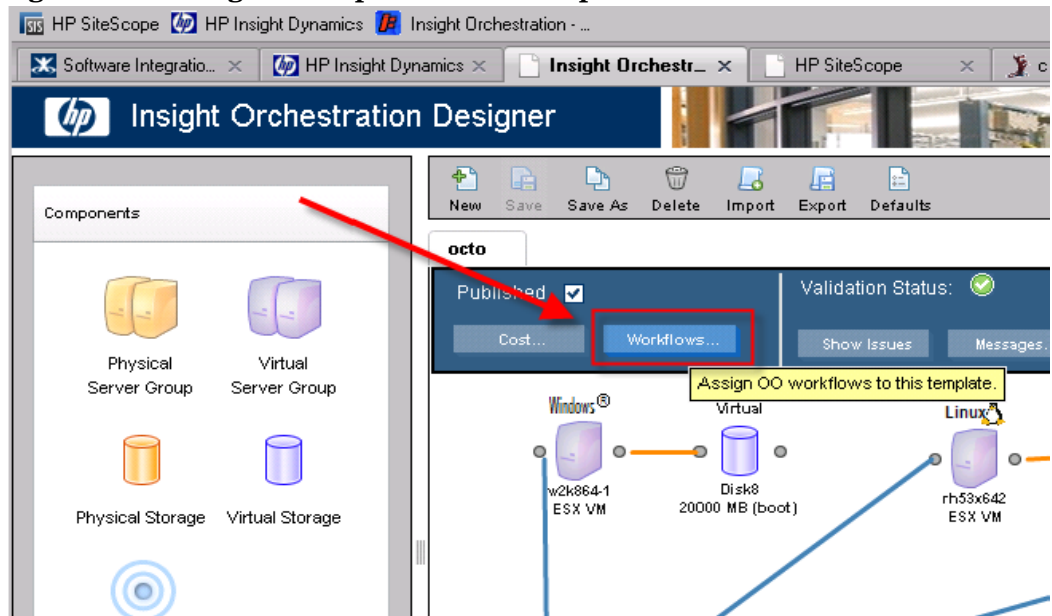 HP SiteScope HP Insight Dynamics Insight Orchestration - ...
Software Integratio... HP Insight Dynamics Insight Orchestr... HP SiteScope c
hp Insight Orchestration Designer
New Save Save As Delete Import Export Defaults
Components
octo
Published Validation Status:
Cost... Workflows... Show Issues Messages...
Assign OO workflows to this template.
Physical
Server Group
Virtual
Server Group
Physical Storage Virtual Storage
Windows®
w2k864-1
ESX VM
Virtual
Disk8
20000 MB (boot)
Linux
rh53x642
ESX VM